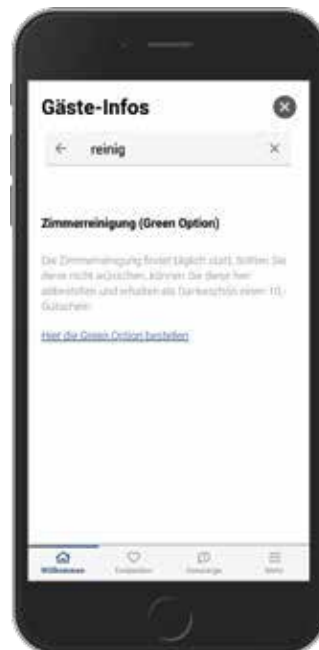 Gäste-Infos
reinig
Zimmerreinigung (Green Option)
Die Zimmerreinigung findet täglich statt. Sollten Sie
diese nicht wünschen, können Sie diese hier
abbestellen und erhalten als Dankeschön einen 10,-
Gutschein.
Hier die Green Option bestellen
Willkommen